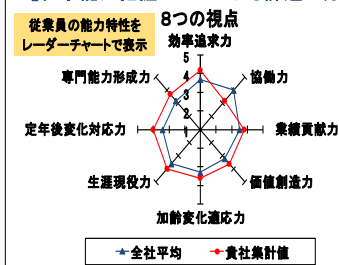 従業員の能力特性を
レーダーチャートで表示
8つの視点
効率追求力
専門能力形成力
協働力
定年後変化対応力
業績貢献力
生涯現役力
価値創造力
加齢変化適応力
5
4
3
2
1
全社平均
貴社集計値